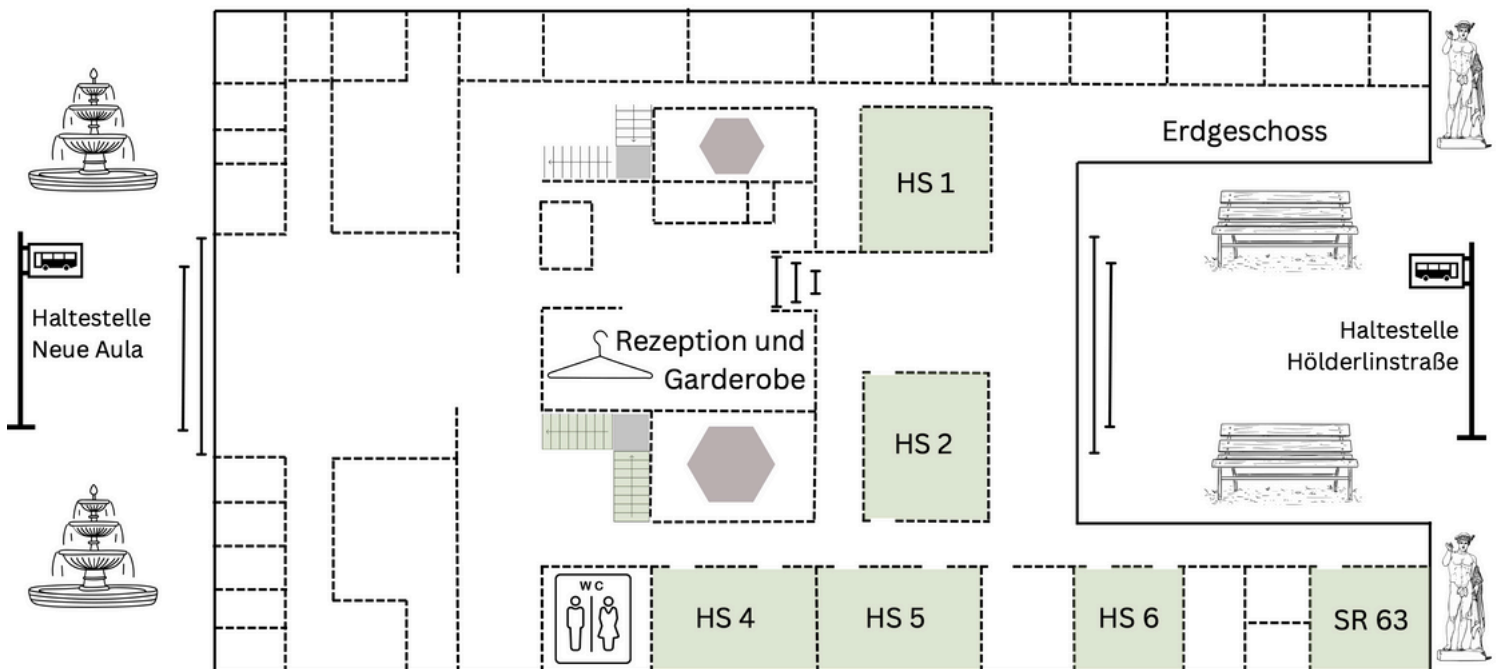 Erdgeschoss
HS 1
Haltestelle
Neue Aula
Rezeption und
Garderobe
Haltestelle
Hölderlinstraße
HS 2
WC
HS 4
HS 5
HS 6
SR 63